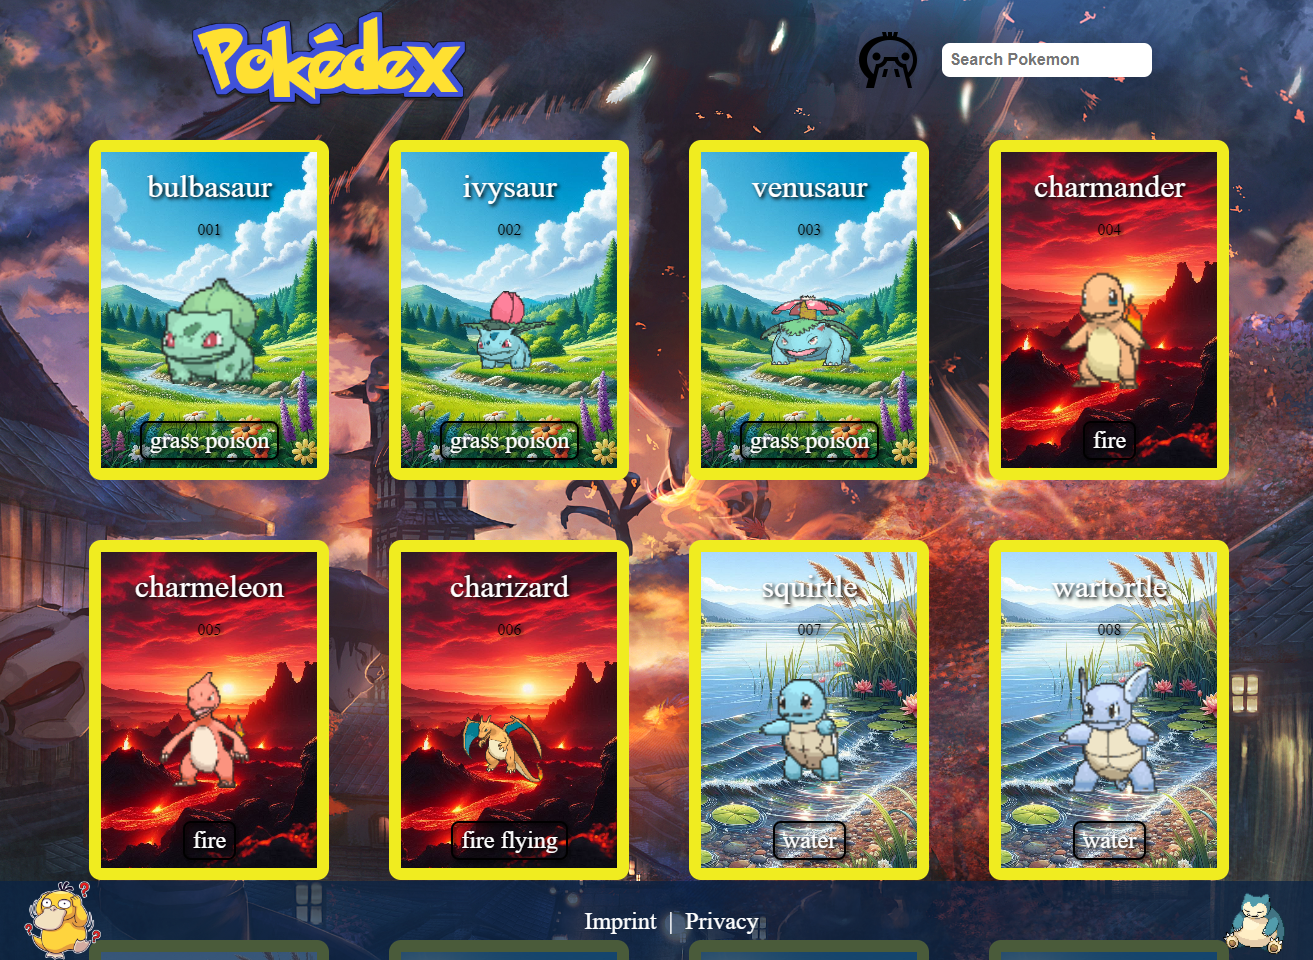 Pokédex
Search Pokemon
bulbasaur
001
grass poison
ivysaur
002
grass poison
venusaur
003
grass poison
charmander
004
fire
charmeleon
005
fire
charizard
006
fire flying
squirtle
007
water
wartortle
008
water
Imprint | Privacy